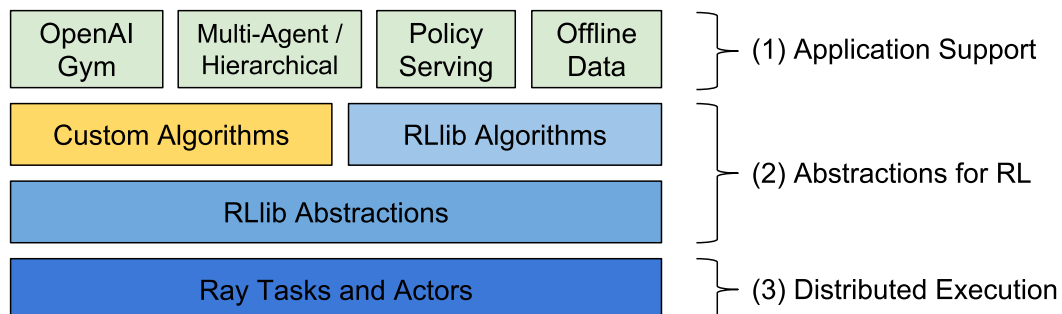 OpenAI
Gym
Multi-Agent /
Hierarchical
Policy
Serving
Offline
Data
(1) Application Support
Custom Algorithms
RLlib Algorithms
(2) Abstractions for RL
RLlib Abstractions
Ray Tasks and Actors
(3) Distributed Execution